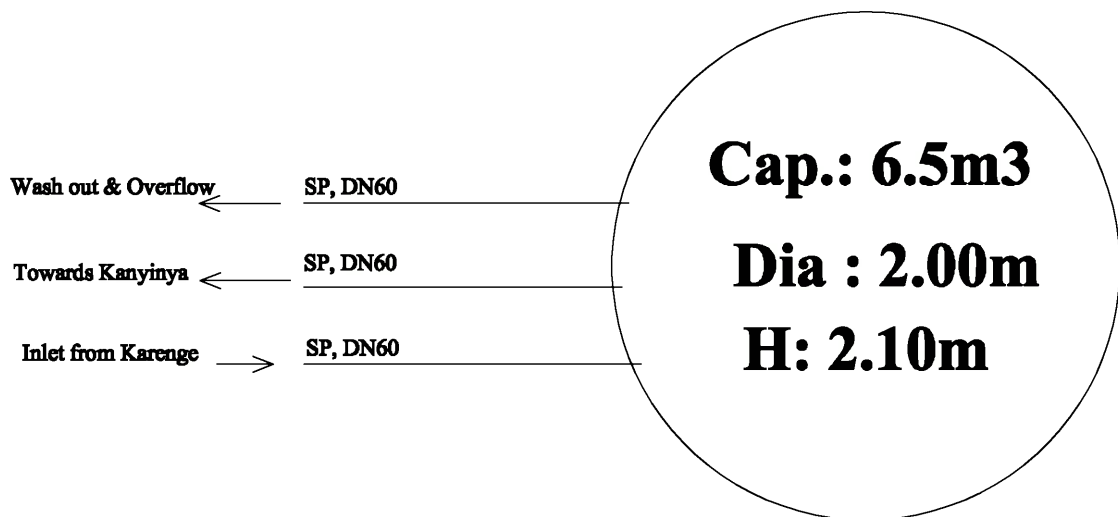 Cap.: 6.5m3
Wash out & Overflow
SP, DN60
Dia : 2.00m
Towards Kanyinya
SP, DN60
H: 2.10m
Inlet from Karenge
SP, DN60